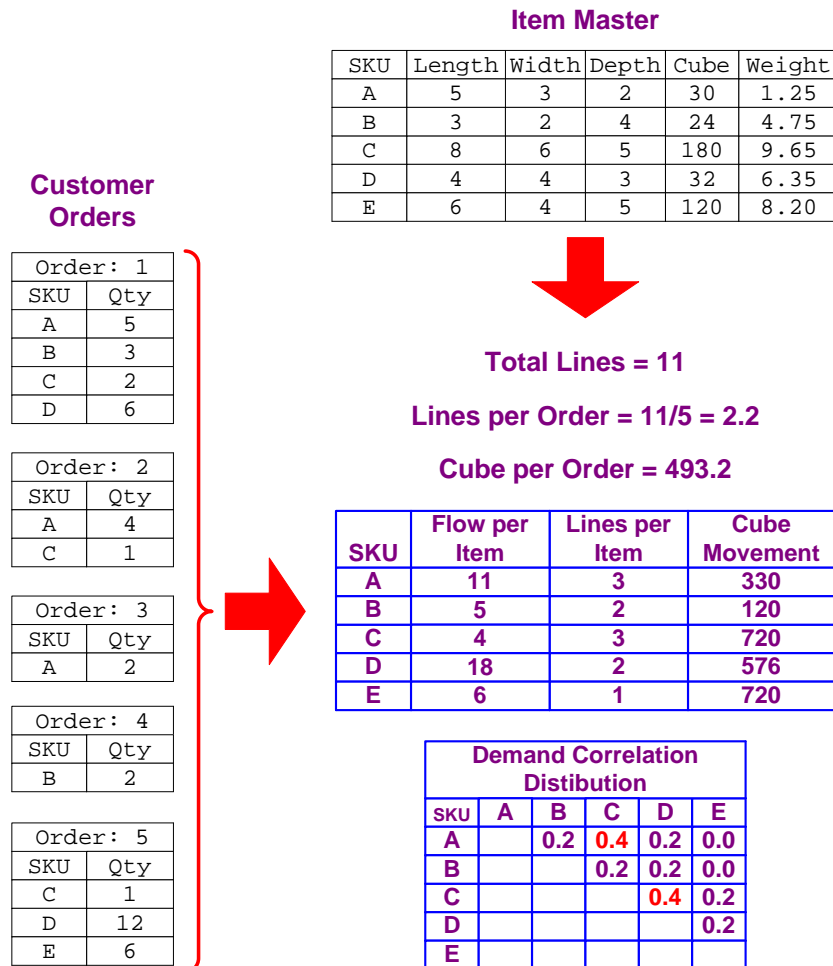 Item Master
SKU Length Width Depth Cube Weight
A 5 3 2 30 1.25
B 3 2 4 24 4.75
C 8 6 5 180 9.65
D 4 4 3 32 6.35
E 6 4 5 120 8.20
Customer
Orders
Order: 1
SKU Qty
A 5
B 3
C 2
D 6
Order: 2
SKU Qty
A 4
C 1
Order: 3
SKU Qty
A 2
Order: 4
SKU Qty
B 2
Order: 5
SKU Qty
C 1
D 12
E 6
Total Lines = 11
Lines per Order = 11/5 = 2.2
Cube per Order = 493.2
SKU Flow per Item Lines per Item Cube Movement
A 11 3 330
B 5 2 120
C 4 3 720
D 18 2 576
E 6 1 720
Demand Correlation
Distibution
SKU A B C D E
A 0.2 0.4 0.2 0.0
B 0.2 0.2 0.0
C 0.4 0.2
D 0.2
E